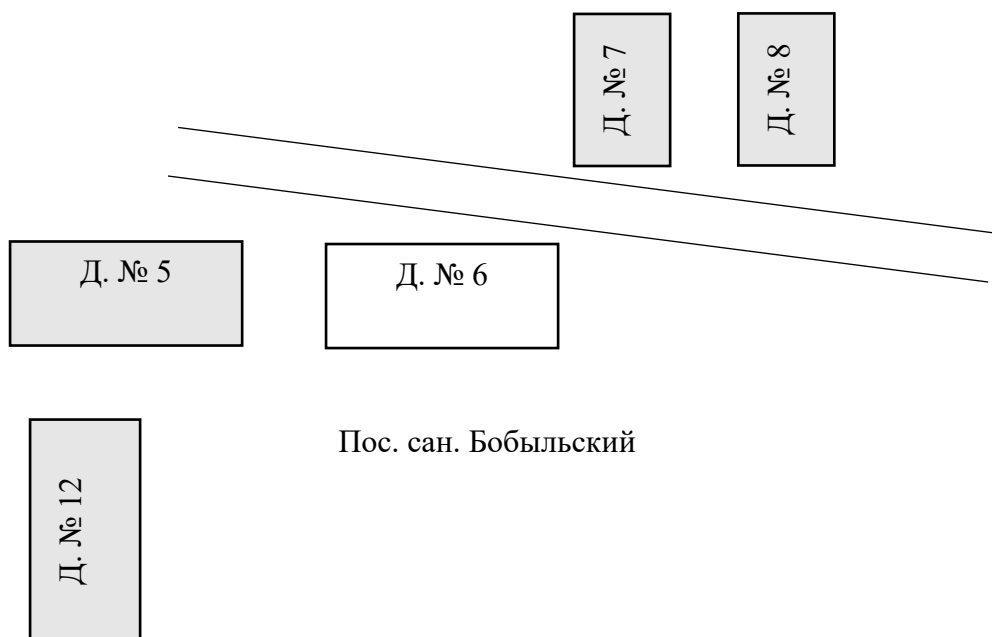 Д. № 7
Д. № 8
Д. № 5
Д. № 6
Пос. сан. Бобыльский
Д. № 12